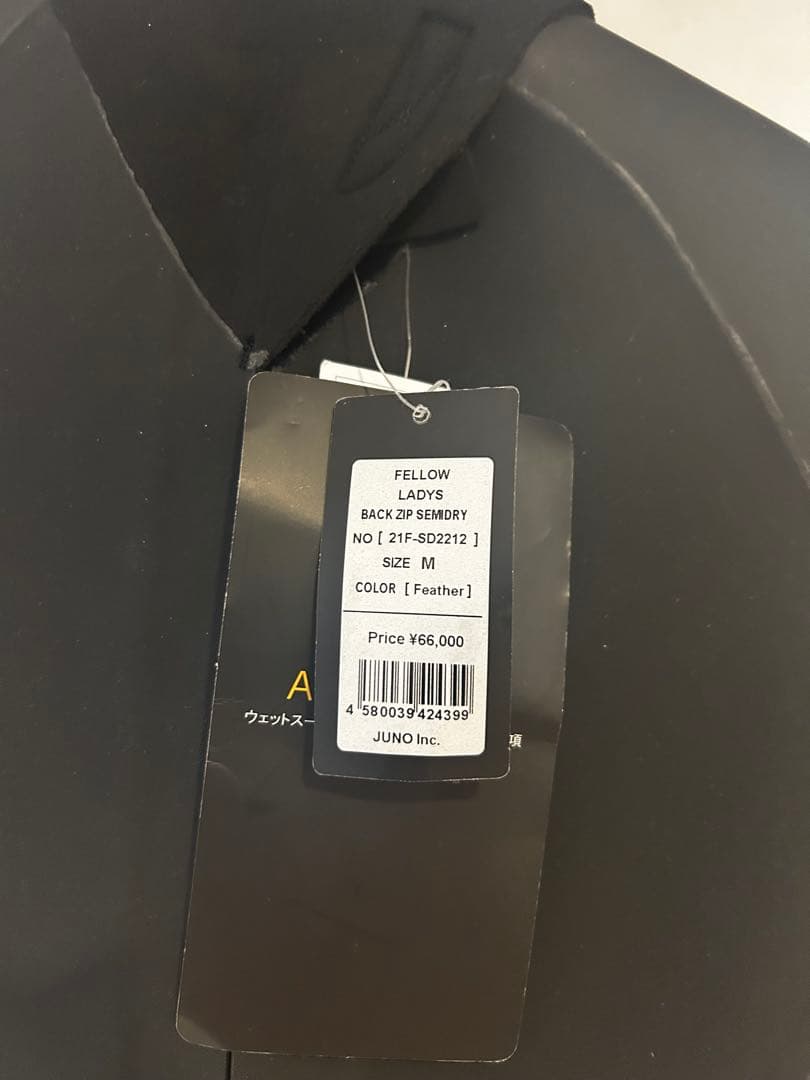 FELLOW
LADYS
BACK ZIP SEMIDRY
NO [ 21F-SD2212 ]
SIZE M
COLOR [ Feather ]
Price ¥66,000
4 580039 424399
JUNO Inc.
A
ウェットスー
項